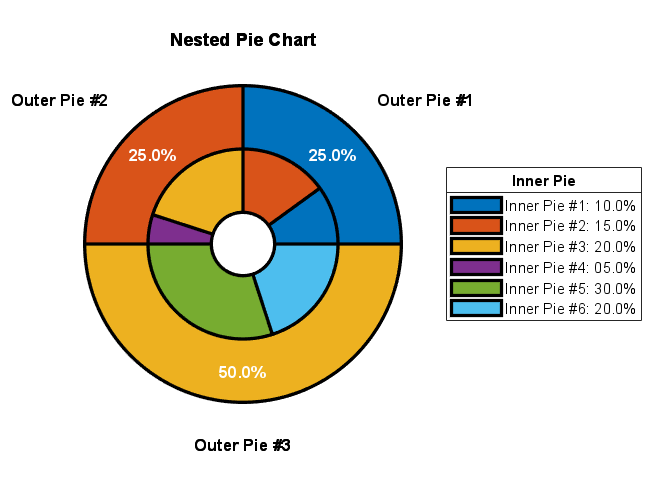 Nested Pie Chart
Outer Pie #2
Outer Pie #1
25.0%
25.0%
50.0%
Outer Pie #3
Inner Pie
Inner Pie #1: 10.0%
Inner Pie #2: 15.0%
Inner Pie #3: 20.0%
Inner Pie #4: 05.0%
Inner Pie #5: 30.0%
Inner Pie #6: 20.0%